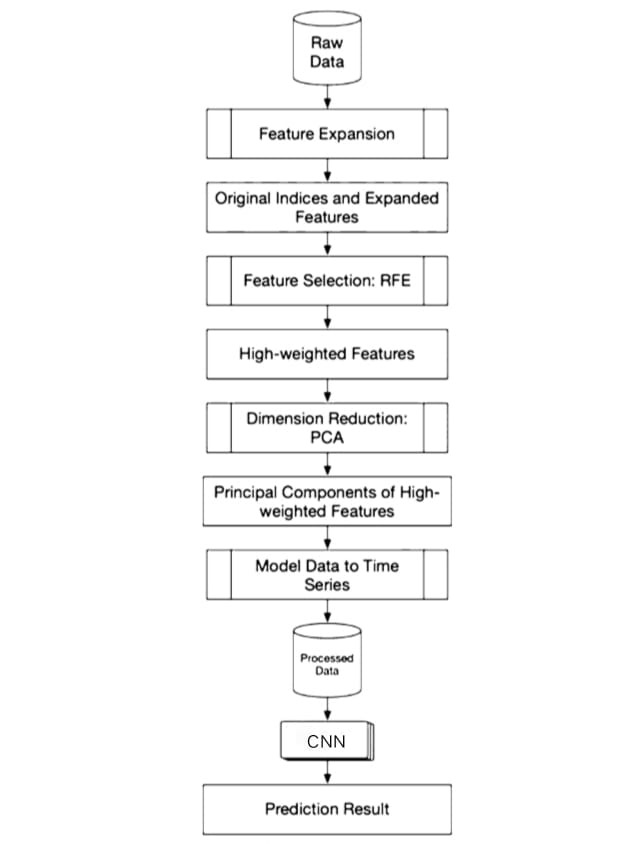 Raw
Data
Feature Expansion
Original Indices and Expanded
Features
Feature Selection: RFE
High-weighted Features
Dimension Reduction:
PCA
Principal Components of High-
weighted Features
Model Data to Time
Series
Processed
Data
CNN
Prediction Result